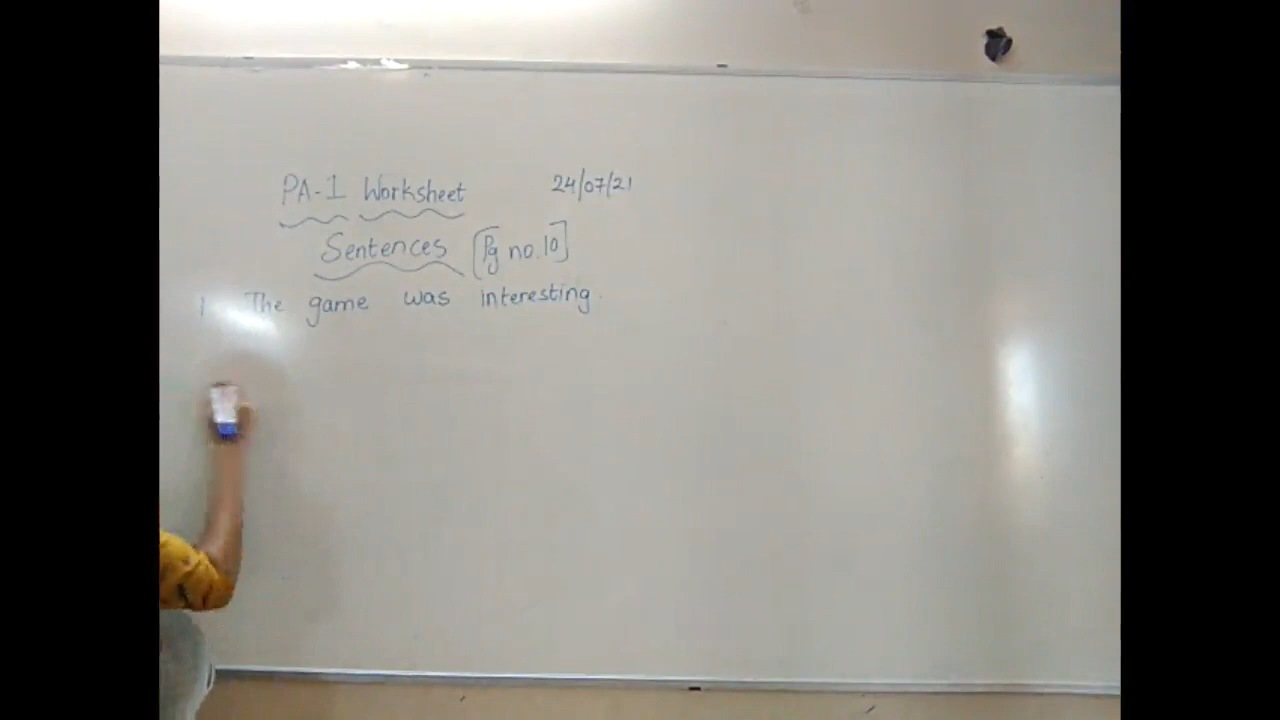 PA-1 Worksheet 24/07/21
Sentences [Pg no.10]
1 The game was interesting.